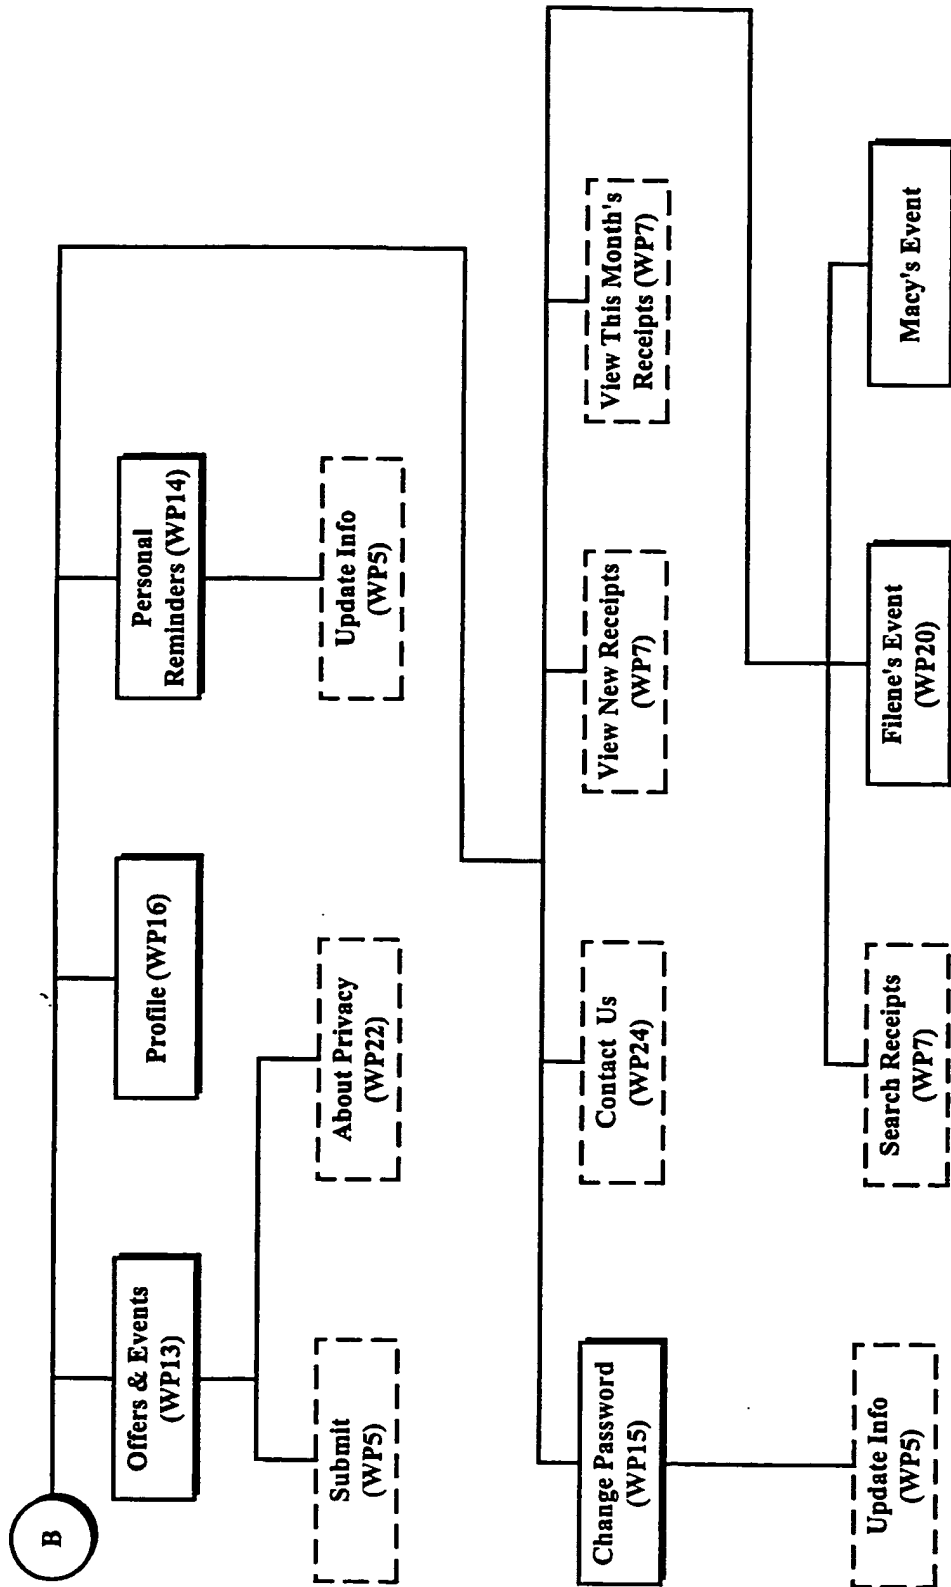 B
Offers & Events
(WP13)
Profile (WP16)
Personal
Reminders (WP14)
Submit
(WP5)
About Privacy
(WP22)
Update Info
(WP5)
Change Password
(WP15)
Contact Us
(WP24)
View New Receipts
(WP7)
View This Month's
Receipts (WP7)
Update Info
(WP5)
Search Receipts
(WP7)
Filene's Event
(WP20)
Macy's Event